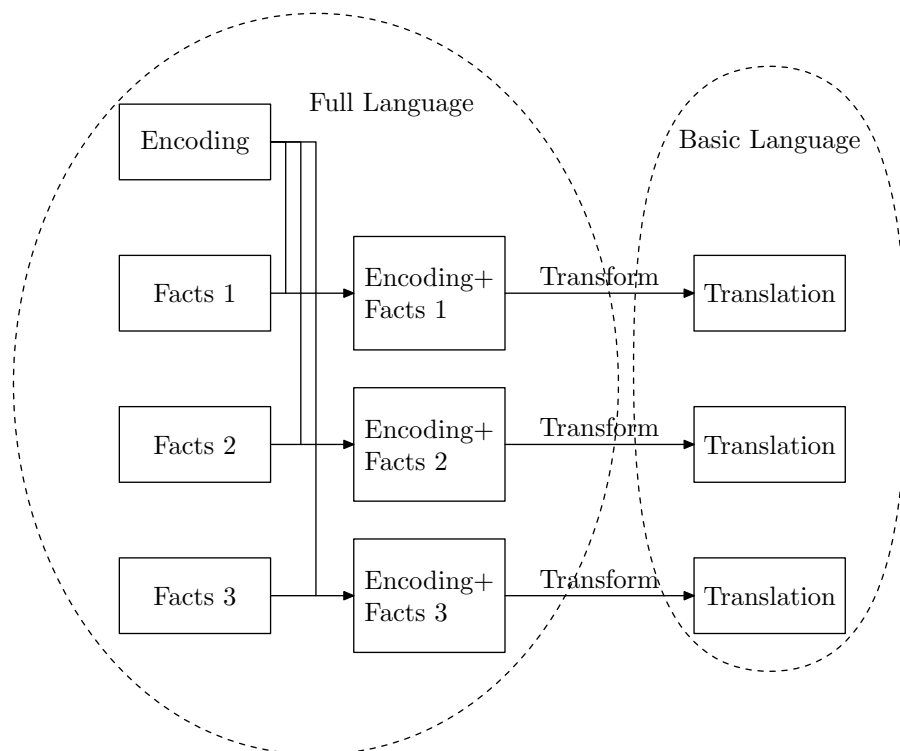 Full Language
Encoding
Basic Language
Facts 1
Encoding+
Facts 1
Transform
Translation
Facts 2
Encoding+
Facts 2
Transform
Translation
Facts 3
Encoding+
Facts 3
Transform
Translation